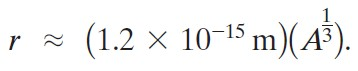 r ≈ (1.2 × 10⁻¹⁵ m)(A^{1/3}).